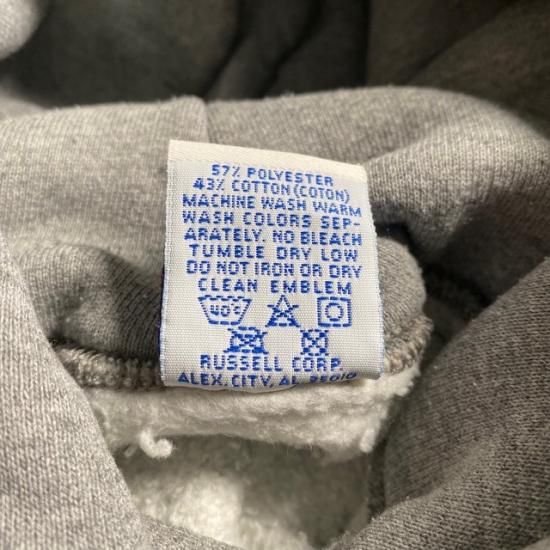 57% POLYESTER
43% COTTON (COTON)
MACHINE WASH WARM
WASH COLORS SEP-
ARATELY. NO BLEACH
TUMBLE DRY LOW
DO NOT IRON OR DRY
CLEAN EMBLEM
40°
RUSSELL CORP.
ALEX. CITY, AL 35010